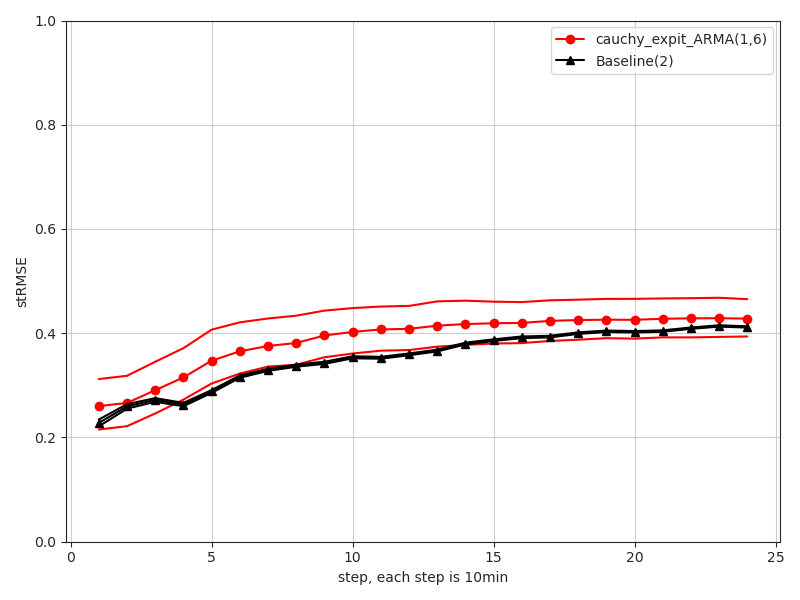 1.0
0.8
0.6
0.4
0.2
0.0
stRMSE
cauchy_expit_ARMA(1,6)
Baseline(2)
0 5 10 15 20 25
step, each step is 10min